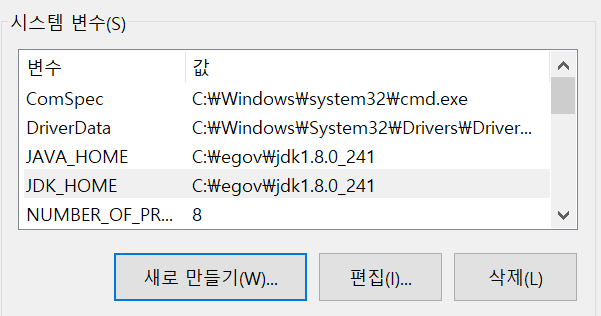 시스템 변수(S)
변수 값
ComSpec C:₩Windows₩system32₩cmd.exe
DriverData C:₩Windows₩System32₩Drivers₩Driver...
JAVA_HOME C:₩egov₩jdk1.8.0_241
JDK_HOME C:₩egov₩jdk1.8.0_241
NUMBER_OF_PR... 8
새로 만들기(W)... 편집(I)... 삭제(L)